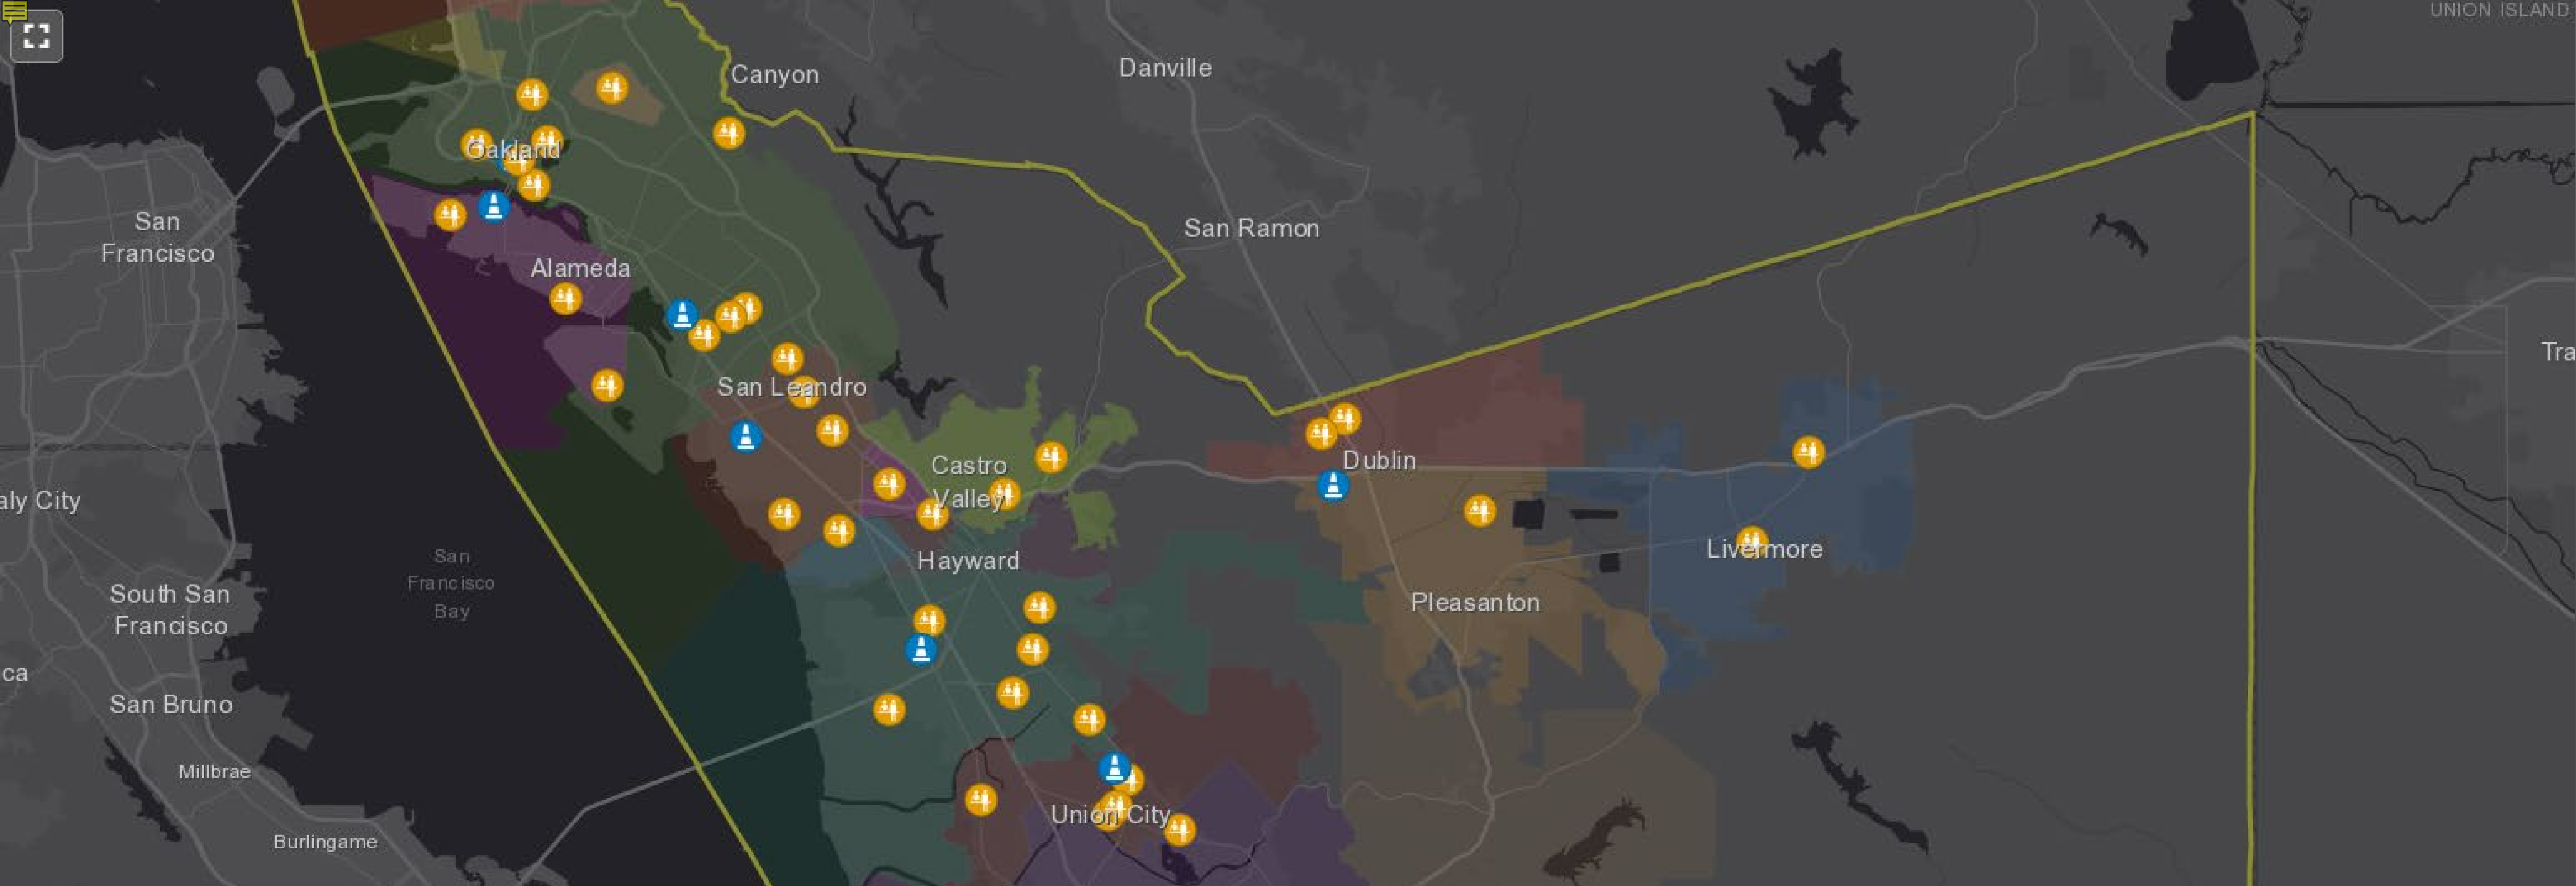 UNION ISLAND
Canyon
Danville
Oakland
San
Francisco
San Ramon
Alameda
Tra
San Leandro
Dublin
Castro
Valley
aly City
Livermore
San
Francisco
Bay
Hayward
Pleasanton
South San
Francisco
ca
San Bruno
Millbrae
Union City
Burlingame